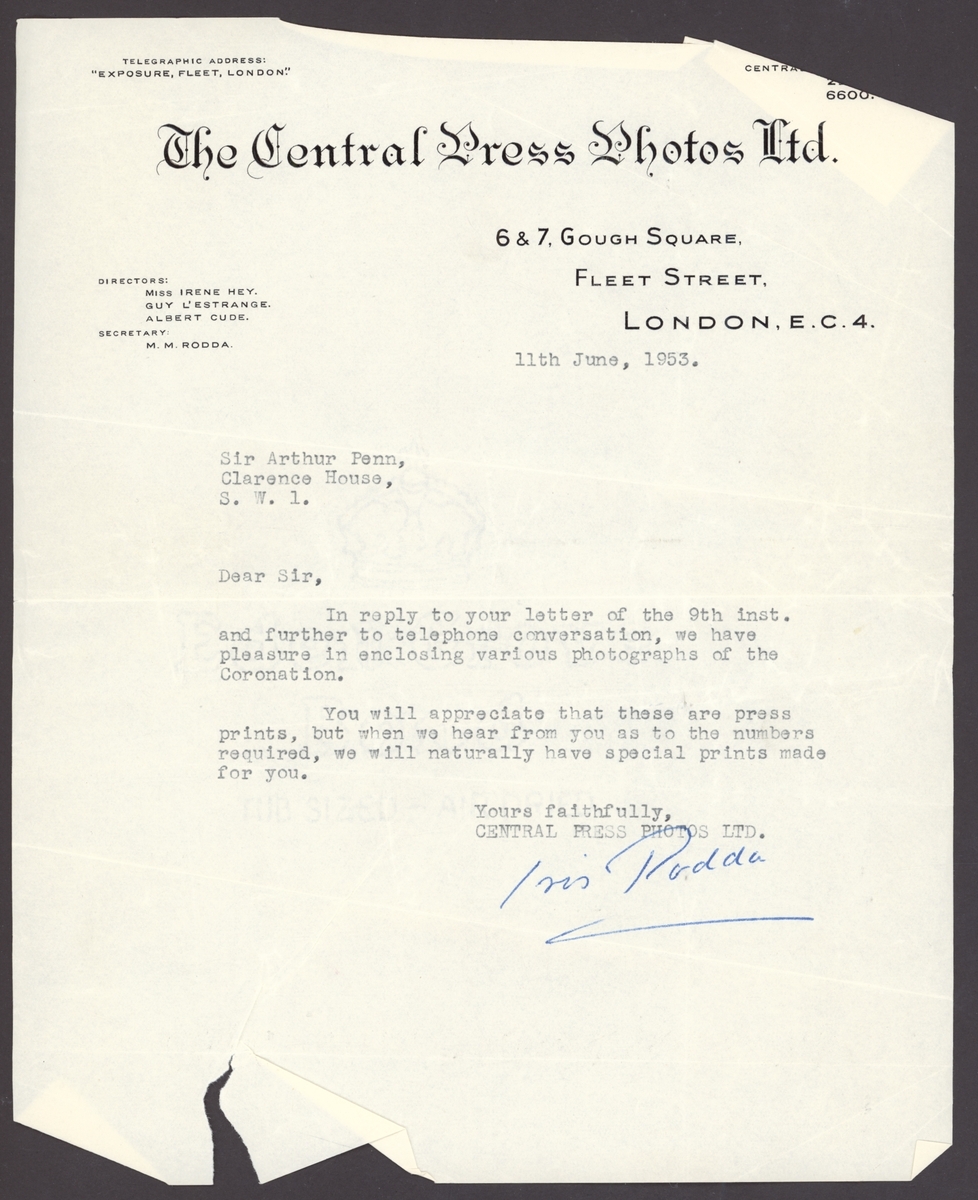 TELEGRAPHIC ADDRESS:
"EXPOSURE, FLEET, LONDON."
6600.
The Central Press Photos Ltd.
6 & 7, GOUGH SQUARE,
FLEET STREET,
LONDON, E.C.4.
DIRECTORS:
MISS IRENE HEY.
GUY L'ESTRANGE.
ALBERT CUDE.
SECRETARY:
M. M. RODDA.
11th June, 1953.
Sir Arthur Penn,
Clarence House,
S. W. 1.
Dear Sir,
In reply to your letter of the 9th inst.
and further to telephone conversation, we have
pleasure in enclosing various photographs of the
Coronation.
You will appreciate that these are press
prints, but when we hear from you as to the numbers
required, we will naturally have special prints made
for you.
Yours faithfully,
CENTRAL PRESS PHOTOS LTD.
Iris Rodda